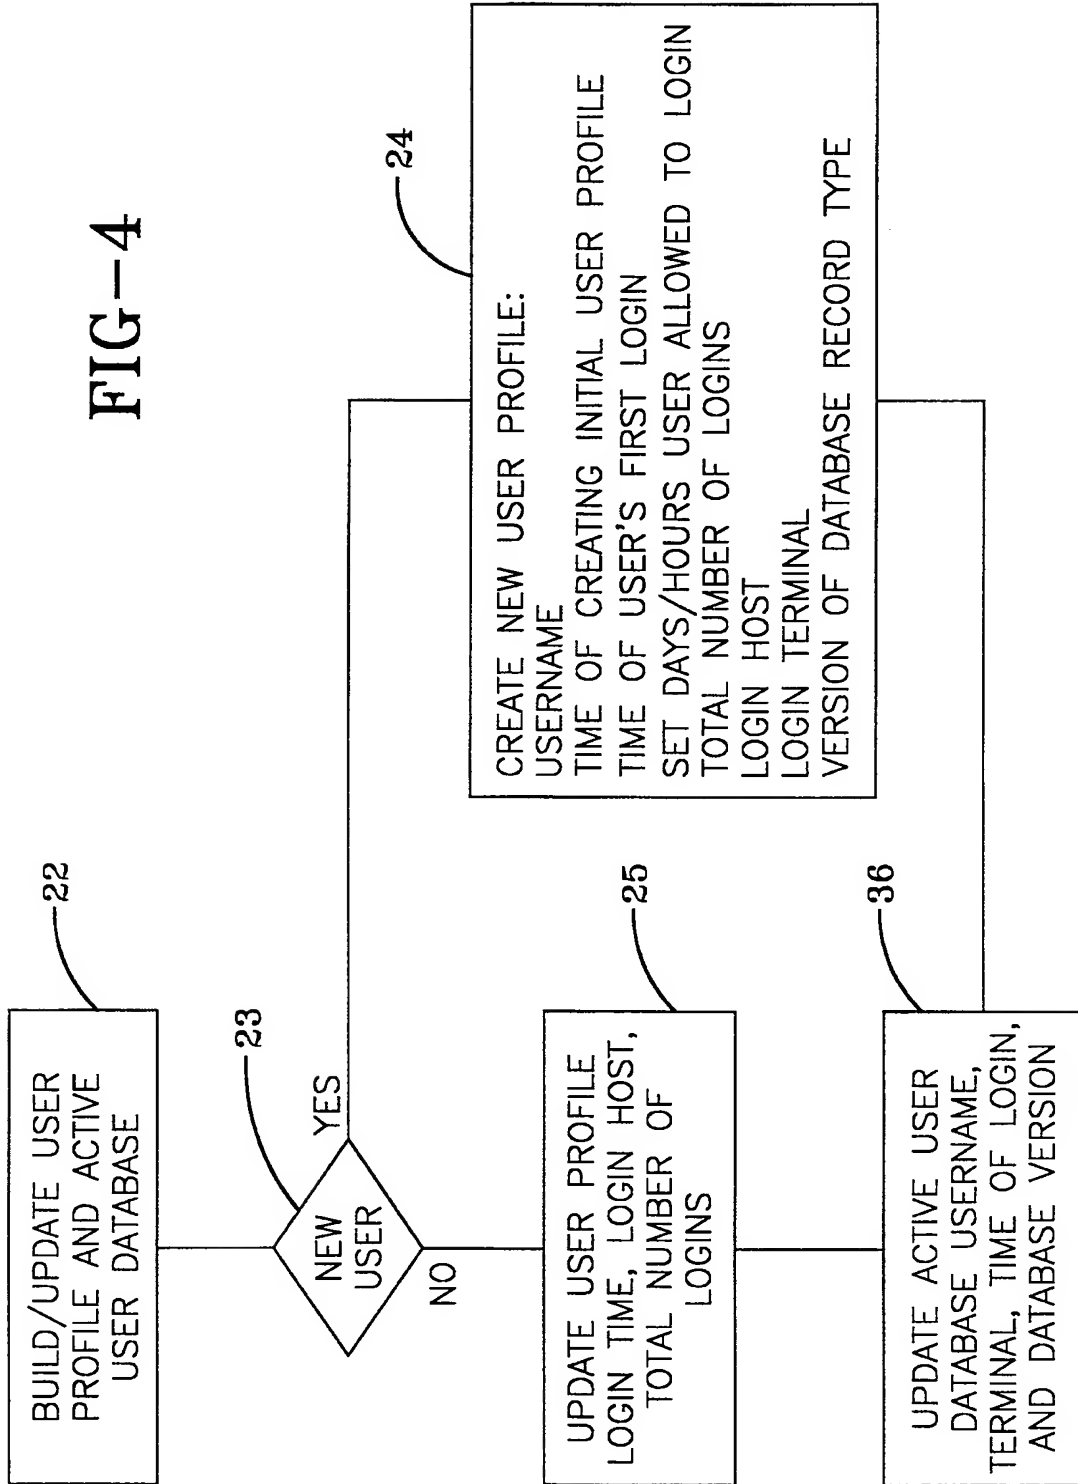 FIG-4
22
BUILD/UPDATE USER
PROFILE AND ACTIVE
USER DATABASE
23
NEW
USER
YES
NO
24
CREATE NEW USER PROFILE:
USERNAME
TIME OF CREATING INITIAL USER PROFILE
TIME OF USER'S FIRST LOGIN
SET DAYS/HOURS USER ALLOWED TO LOGIN
TOTAL NUMBER OF LOGINS
LOGIN HOST
LOGIN TERMINAL
VERSION OF DATABASE RECORD TYPE
25
UPDATE USER PROFILE
LOGIN TIME, LOGIN HOST,
TOTAL NUMBER OF
LOGINS
36
UPDATE ACTIVE USER
DATABASE USERNAME,
TERMINAL, TIME OF LOGIN,
AND DATABASE VERSION